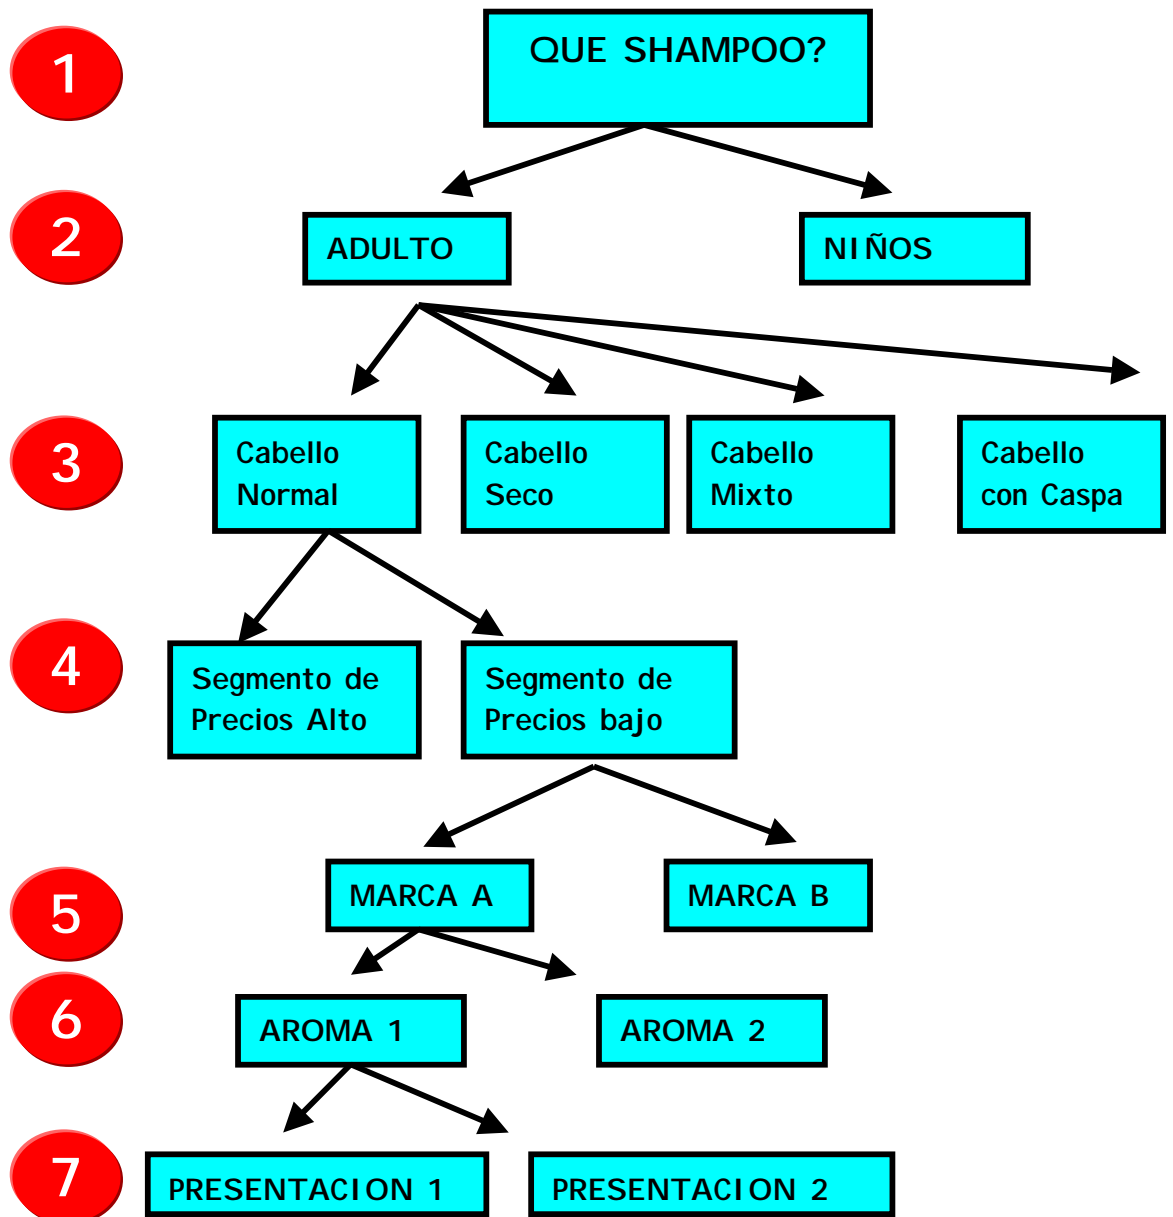 1
QUE SHAMPOO?
2
ADULTO
NIÑOS
3
Cabello
Normal
Cabello
Seco
Cabello
Mixto
Cabello
con Caspa
4
Segmento de
Precios Alto
Segmento de
Precios bajo
5
MARCA A
MARCA B
6
AROMA 1
AROMA 2
7
PRESENTACION 1
PRESENTACION 2